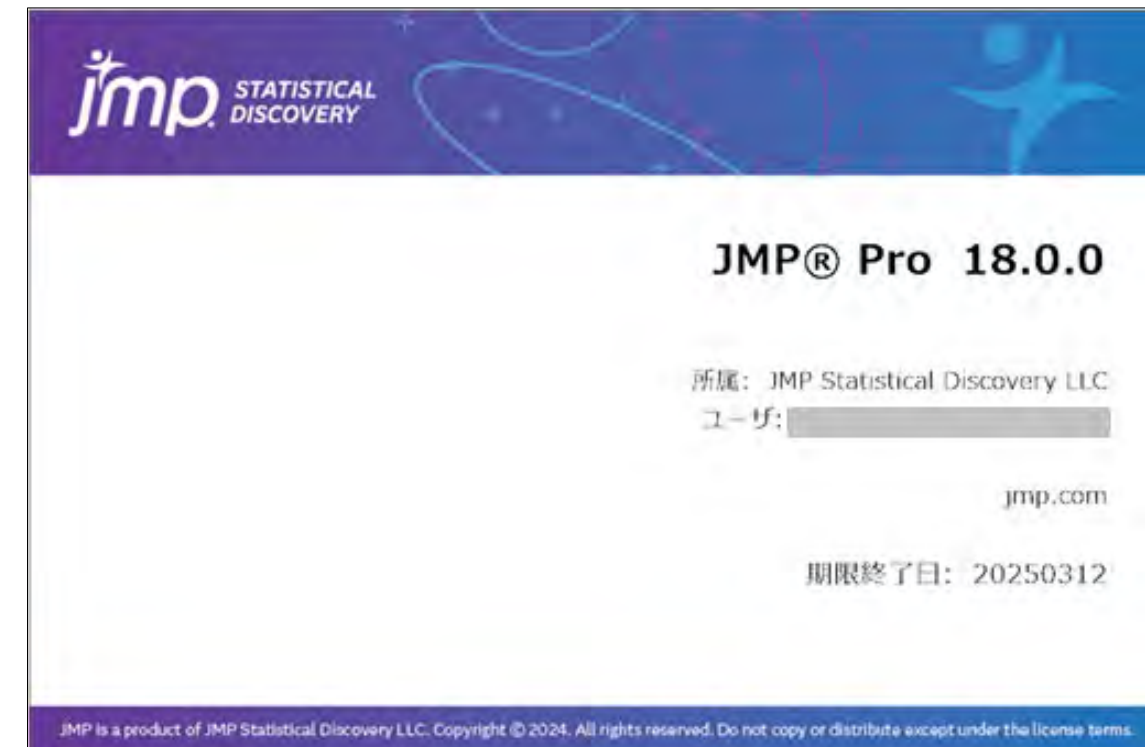 jmp. STATISTICAL
DISCOVERY
JMP® Pro 18.0.0
所属: JMP Statistical Discovery LLC
ユーザ:
jmp.com
期限終了日: 20250312
JMP is a product of JMP Statistical Discovery LLC. Copyright © 2024. All rights reserved. Do not copy or distribute except under the license terms.